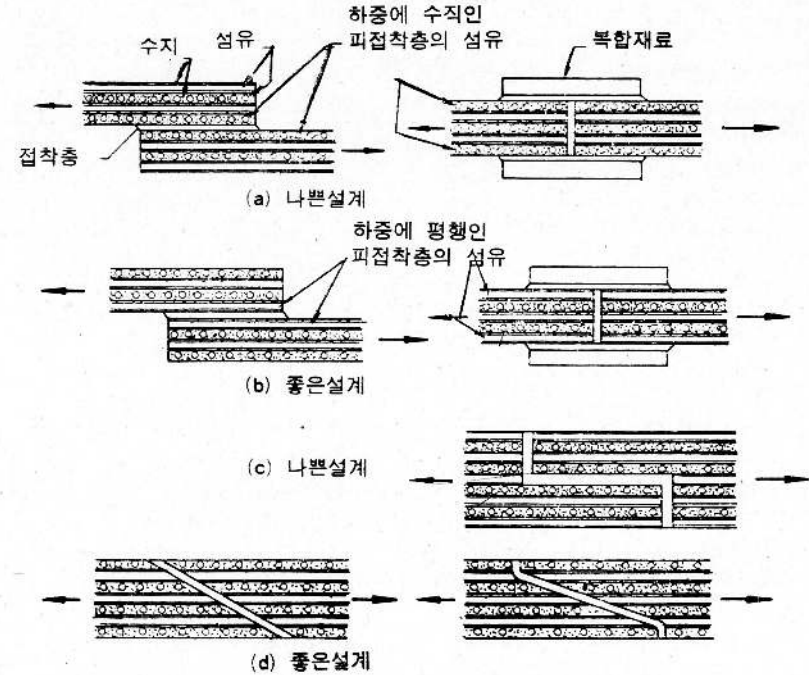 하중에 수직인
피접착층의 섬유
수지
섬유
복합재료
접착층
(a) 나쁜설계
하중에 평행인
피접착층의 섬유
(b) 좋은설계
(c) 나쁜설계
(d) 좋은설계